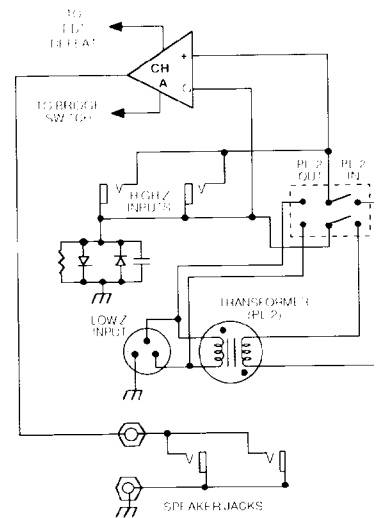 TO
DEFEAT
CH
A
+
TO BRIDGE
SWITCH
PL-2 PL-2
OUT IN
HIGH Z
INPUTS
TRANSFORMER
(PL-2)
LOW Z
INPUT
SPEAKER JACKS